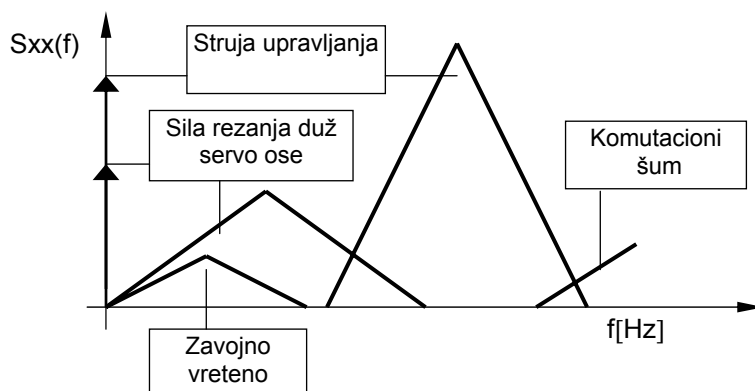 Sxx(f)
Struja upravljanja
Sila rezanja duž
servo ose
Komutacioni
šum
f[Hz]
Zavojno
vreteno